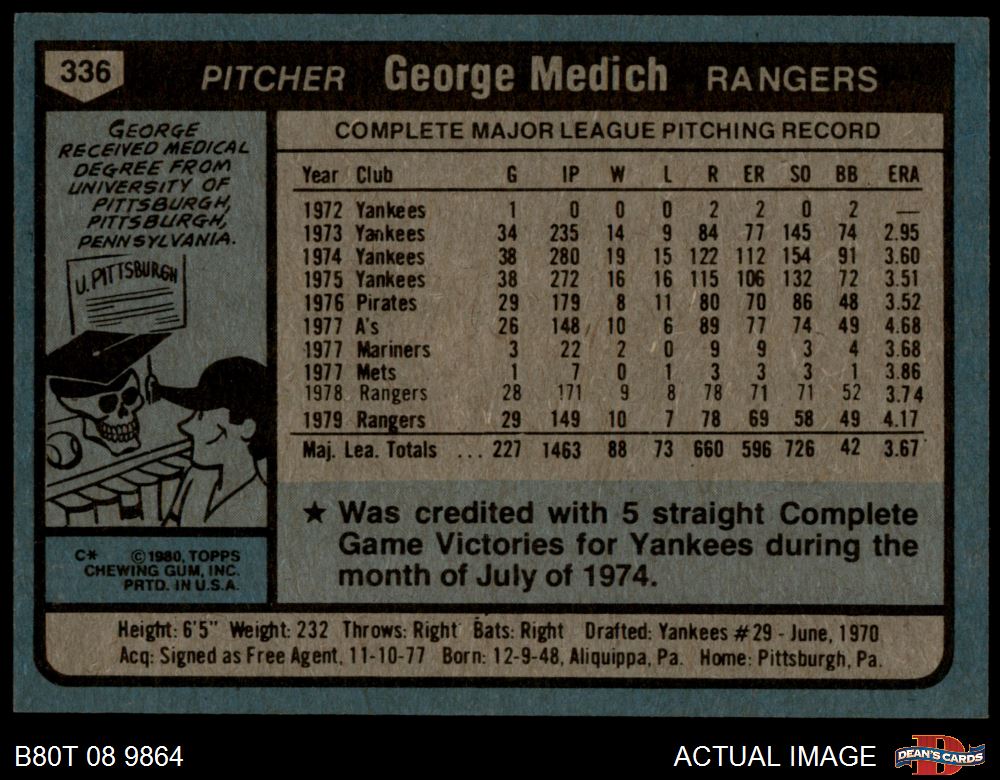 336 PITCHER George Medich RANGERS
GEORGE
RECEIVED MEDICAL
DEGREE FROM
UNIVERSITY OF
PITTSBURGH,
PITTSBURGH,
PENNSYLVANIA.
U. PITTSBURGH
COMPLETE MAJOR LEAGUE PITCHING RECORD
Year Club G IP W L R ER SO BB ERA
1972 Yankees 1 0 0 0 2 2 0 2 —
1973 Yankees 34 235 14 9 84 77 145 74 2.95
1974 Yankees 38 280 19 15 122 112 154 91 3.60
1975 Yankees 38 272 16 16 115 106 132 72 3.51
1976 Pirates 29 179 8 11 80 70 86 48 3.52
1977 A's 26 148 10 6 89 77 74 49 4.68
1977 Mariners 3 22 2 0 9 9 3 4 3.68
1977 Mets 1 7 0 1 3 3 3 1 3.86
1978 Rangers 28 171 9 8 78 71 71 52 3.74
1979 Rangers 29 149 10 7 78 69 58 49 4.17
Maj. Lea. Totals ... 227 1463 88 73 660 596 726 42 3.67
★ Was credited with 5 straight Complete
Game Victories for Yankees during the
month of July of 1974.
C* ©1980, TOPPS
CHEWING GUM, INC.
PRTD. IN U.S.A.
Height: 6'5" Weight: 232 Throws: Right Bats: Right Drafted: Yankees #29 - June, 1970
Acq: Signed as Free Agent, 11-10-77 Born: 12-9-48, Aliquippa, Pa. Home: Pittsburgh, Pa.
B80T 08 9864 ACTUAL IMAGE DEAN'S CARDS